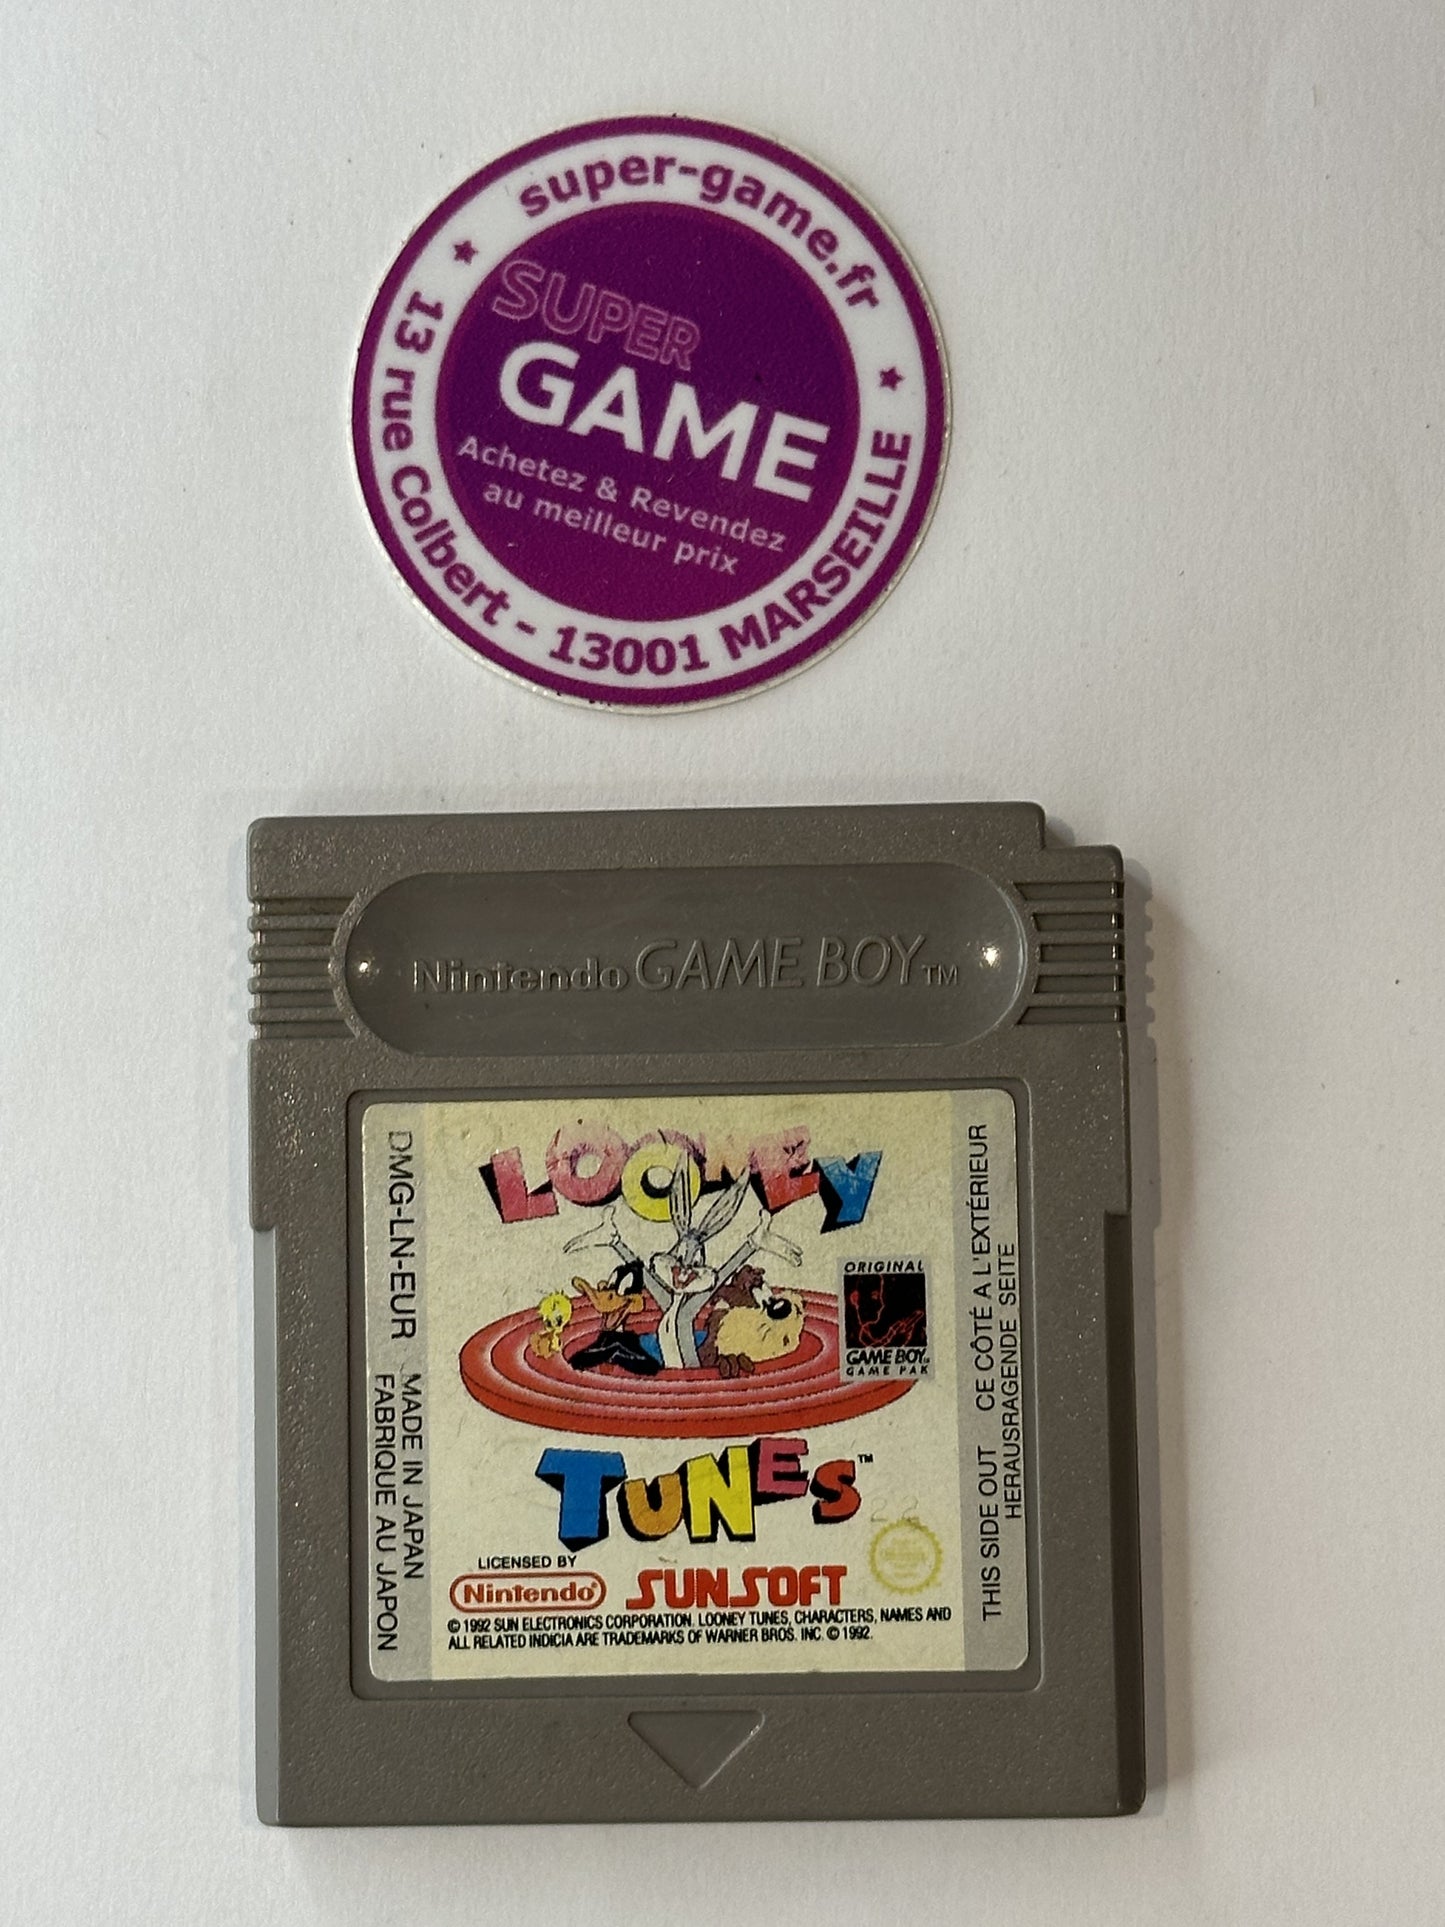 super-game.fr
SUPER
GAME
Achetez & Revendez
au meilleur prix
13 rue Colbert - 13001 MARSEILLE
Nintendo GAME BOY™
DMG-LN-EUR
MADE IN JAPAN
FABRIQUE AU JAPON
LOONEY
ORIGINAL
GAME BOY
GAME PAK
TUNES™
LICENSED BY
Nintendo®
SUNSOFT
© 1992 SUN ELECTRONICS CORPORATION. LOONEY TUNES, CHARACTERS, NAMES AND
ALL RELATED INDICIA ARE TRADEMARKS OF WARNER BROS. INC. © 1992.
THIS SIDE OUT CE CÔTÉ A L'EXTÉRIEUR
HERAUSRAGENDE SEITE